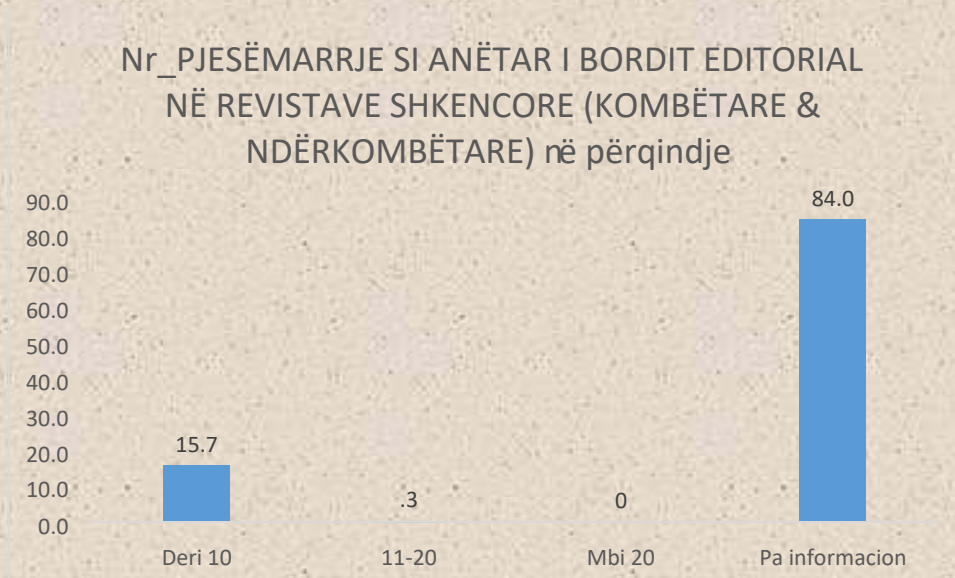 Nr_PJESËMARRJE SI ANËTAR I BORDIT EDITORIAL
NË REVISTAVE SHKENCORE (KOMBËTARE &
NDËRKOMBËTARE) në përqindje
90.0
80.0
70.0
60.0
50.0
40.0
30.0
20.0
10.0
0.0
15.7
.3
0
84.0
Deri 10
11-20
Mbi 20
Pa informacion